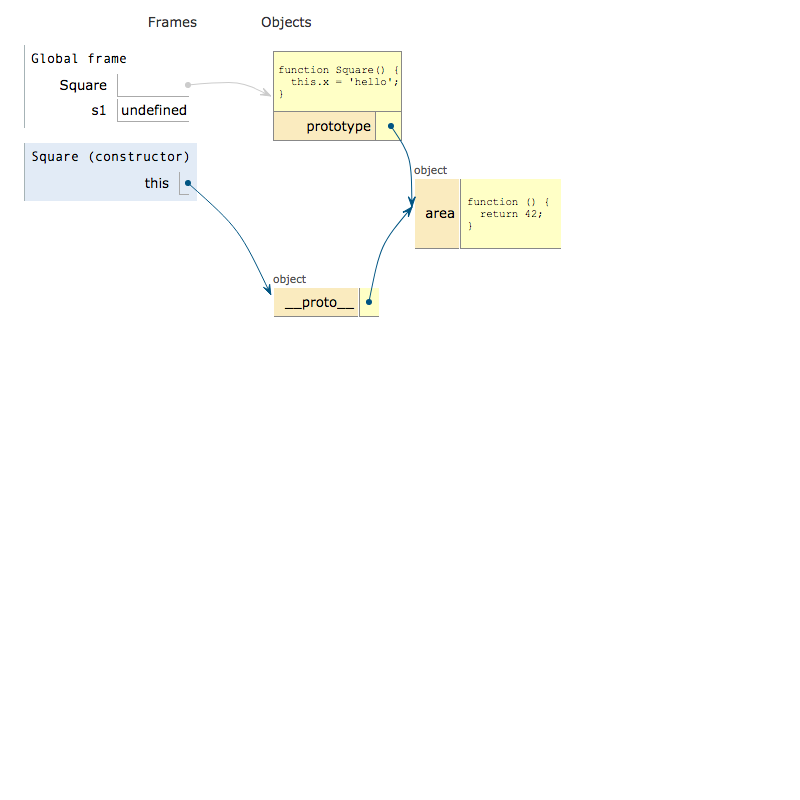 Frames Objects
Global frame
Square
s1 undefined
function Square() {
  this.x = 'hello';
}
prototype
Square (constructor)
this
object
area
function () {
  return 42;
}
object
__proto__